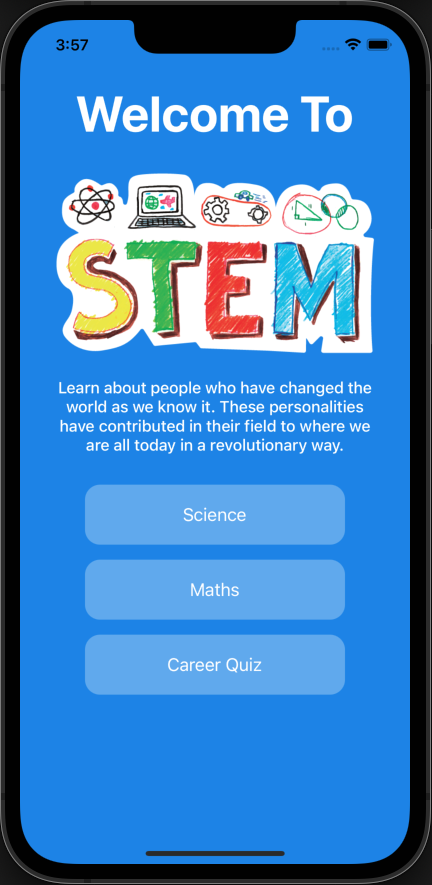 3:57
Welcome To
STEM
Learn about people who have changed the
world as we know it. These personalities
have contributed in their field to where we
are all today in a revolutionary way.
Science
Maths
Career Quiz